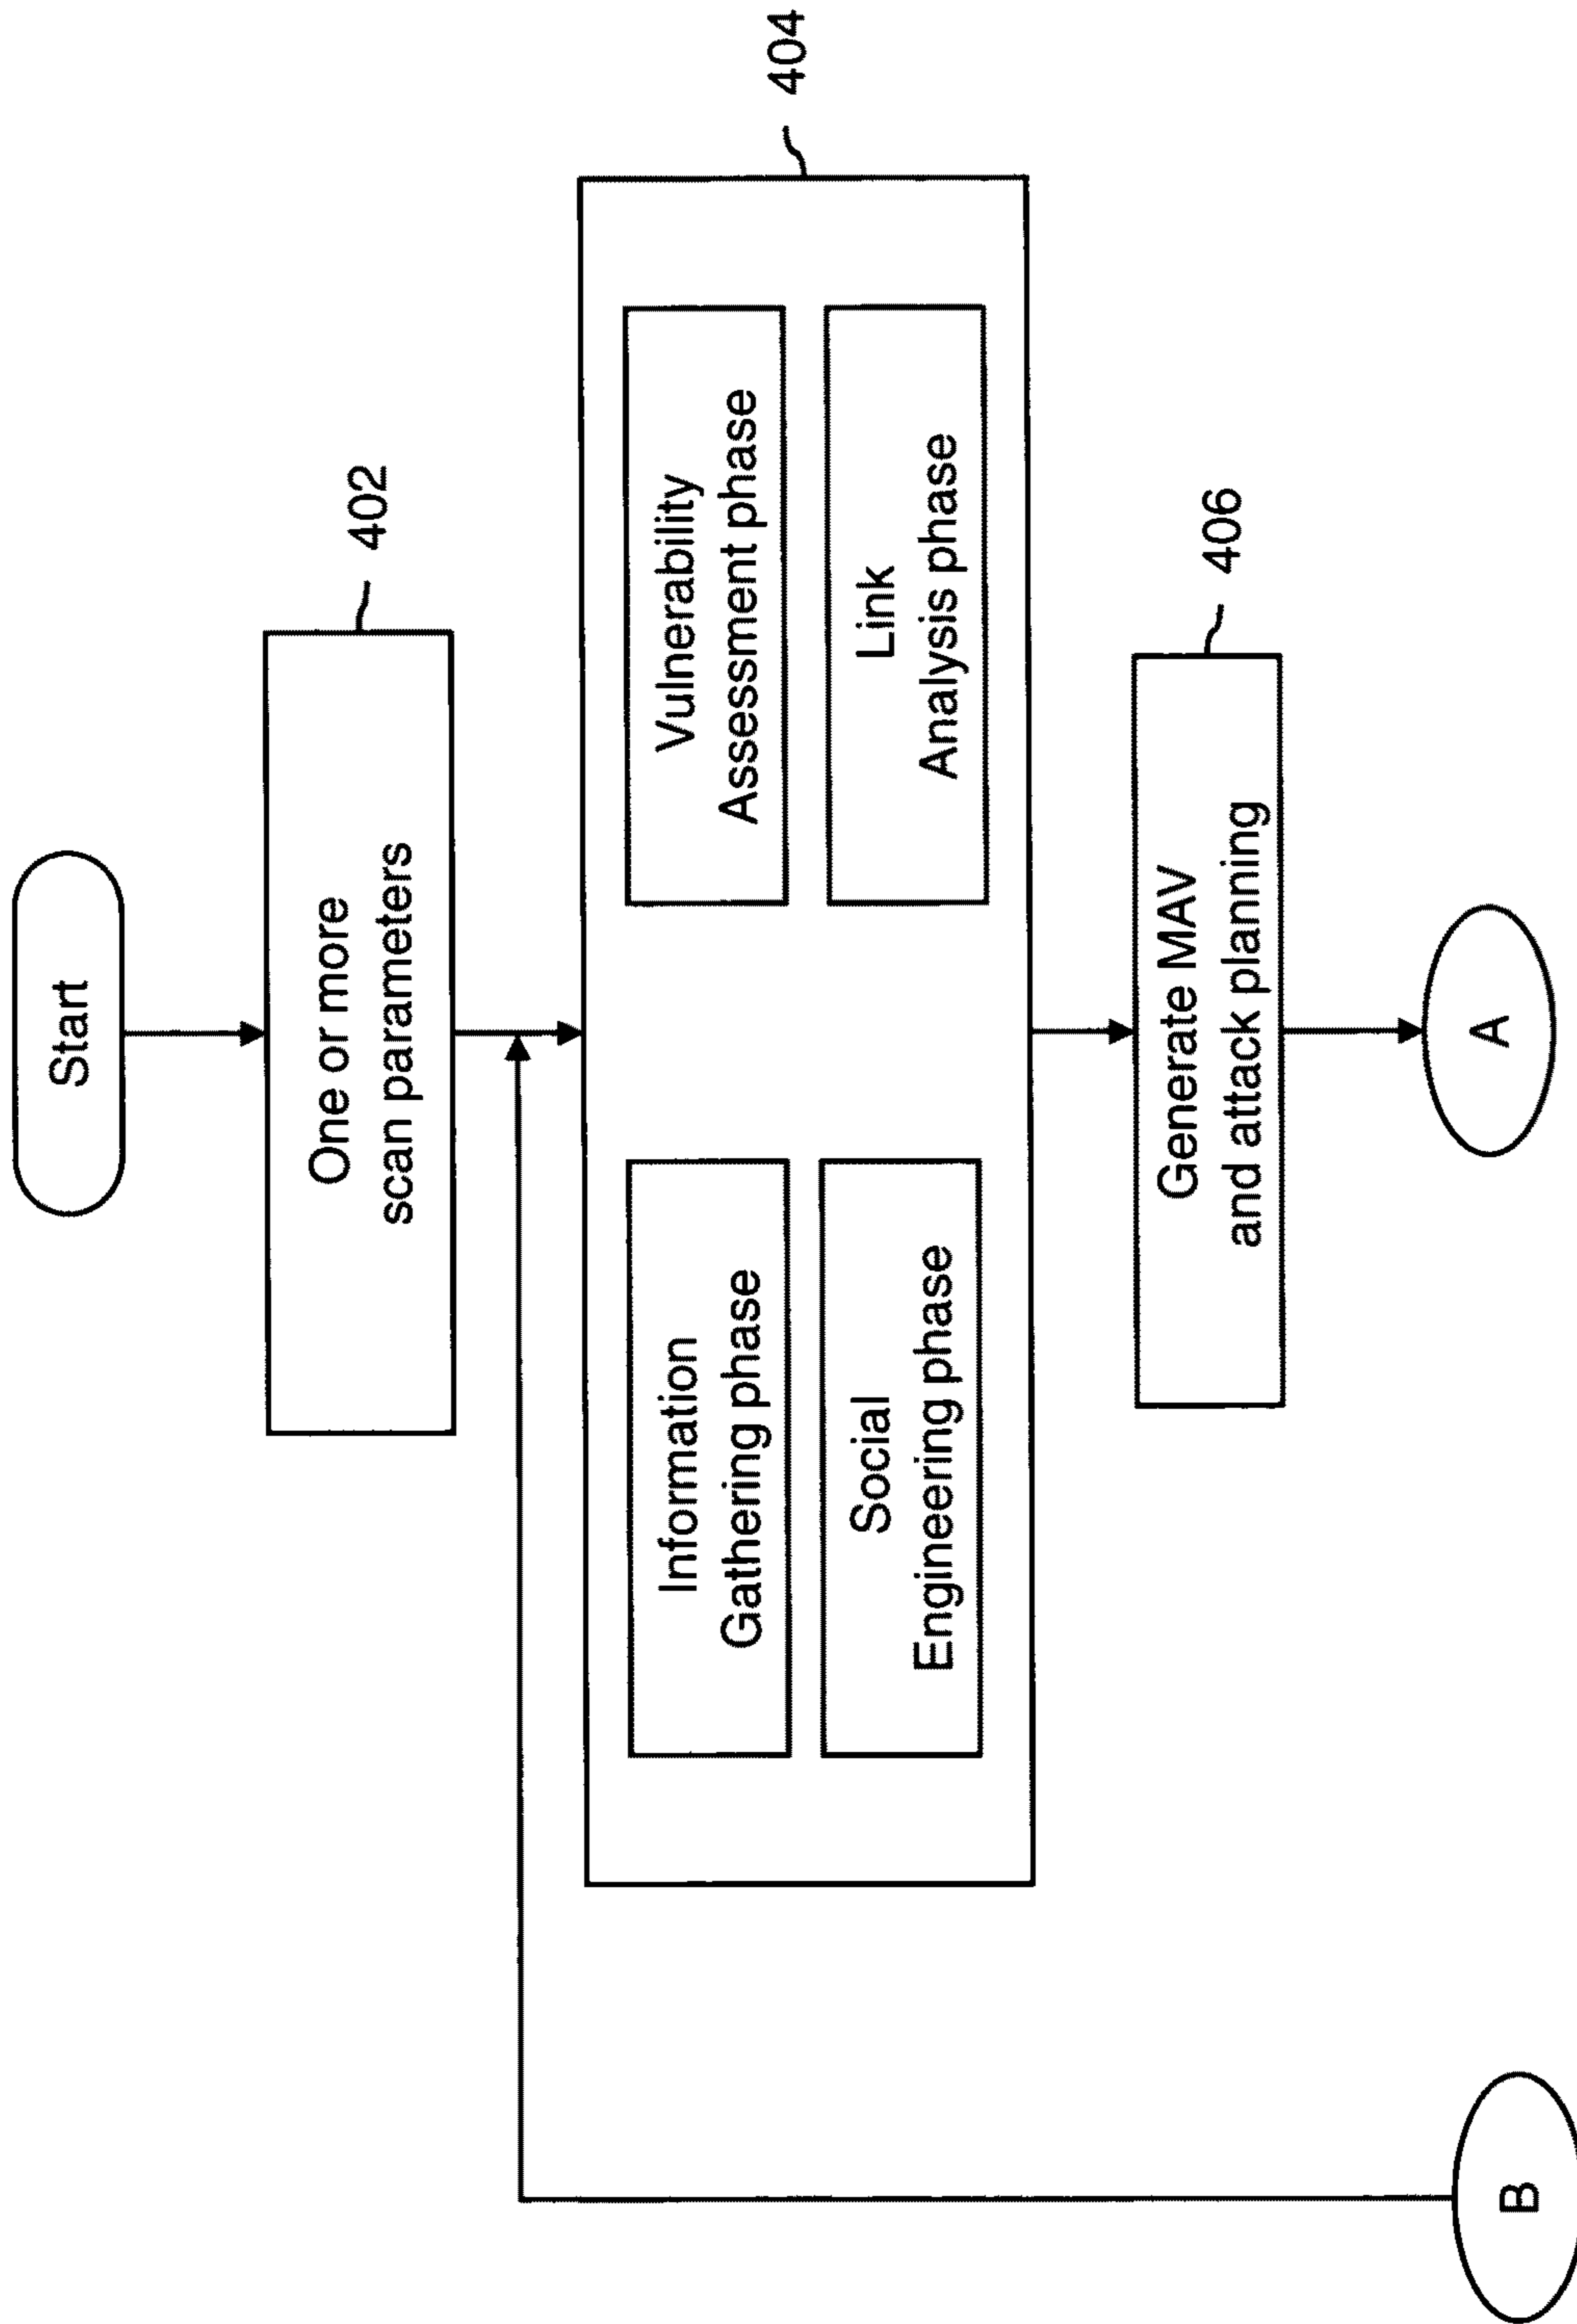 Start
One or more
scan parameters
402
404
Information
Gathering phase
Vulnerability
Assessment phase
Social
Engineering phase
Link
Analysis phase
Generate MAV
and attack planning
406
A
B